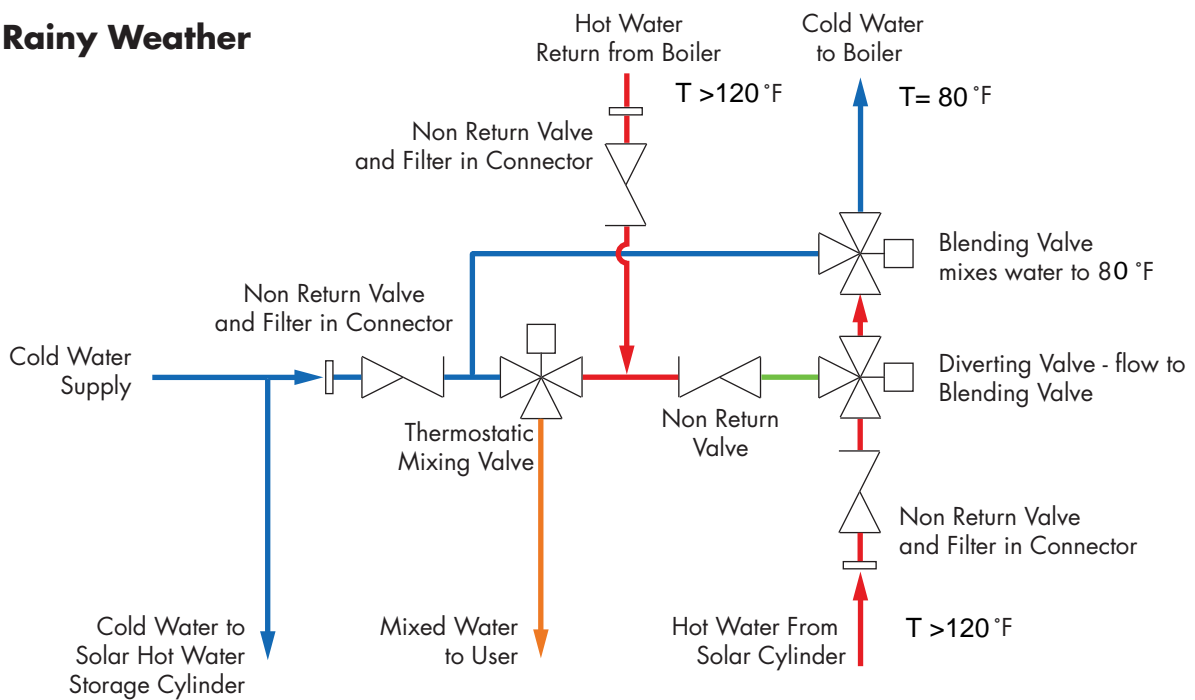 Rainy Weather
Hot Water
Return from Boiler
T >120 °F
Cold Water
to Boiler
T= 80 °F
Non Return Valve
and Filter in Connector
Blending Valve
mixes water to 80 °F
Non Return Valve
and Filter in Connector
Cold Water
Supply
Diverting Valve - flow to
Blending Valve
Thermostatic
Mixing Valve
Non Return
Valve
Non Return Valve
and Filter in Connector
Cold Water to
Solar Hot Water
Storage Cylinder
Mixed Water
to User
Hot Water From
Solar Cylinder
T >120 °F